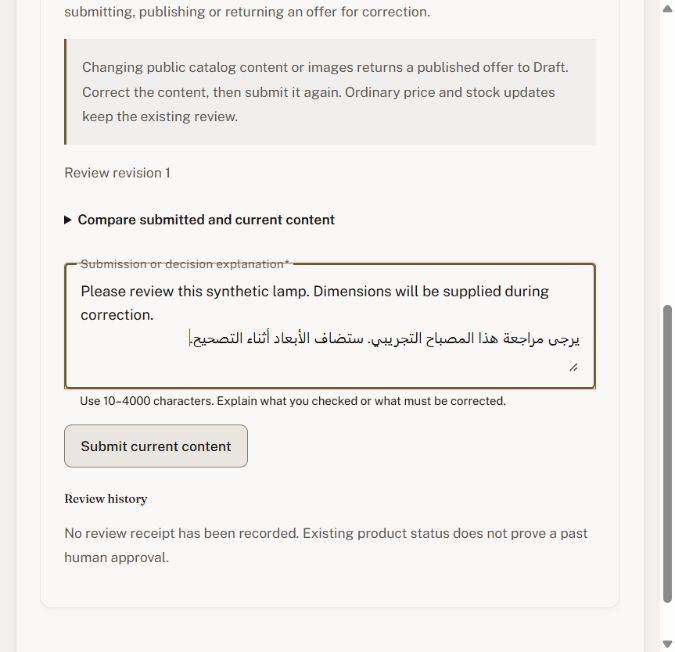 submitting, publishing or returning an offer for correction.
Changing public catalog content or images returns a published offer to Draft.
Correct the content, then submit it again. Ordinary price and stock updates
keep the existing review.
Review revision 1
Compare submitted and current content
Submission or decision explanation*
Please review this synthetic lamp. Dimensions will be supplied during
correction.
يرجى مراجعة هذا المصباح التجريبي. ستضاف الأبعاد أثناء التصحيح.
Use 10–4000 characters. Explain what you checked or what must be corrected.
Submit current content
Review history
No review receipt has been recorded. Existing product status does not prove a past
human approval.